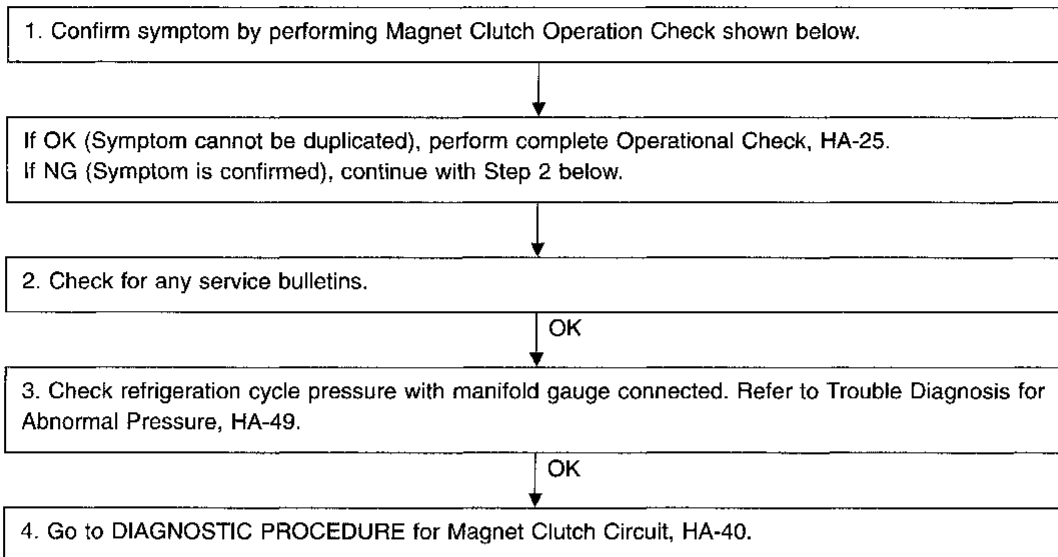 1. Confirm symptom by performing Magnet Clutch Operation Check shown below.
If OK (Symptom cannot be duplicated), perform complete Operational Check, HA-25.
If NG (Symptom is confirmed), continue with Step 2 below.
2. Check for any service bulletins.
OK
3. Check refrigeration cycle pressure with manifold gauge connected. Refer to Trouble Diagnosis for
Abnormal Pressure, HA-49.
OK
4. Go to DIAGNOSTIC PROCEDURE for Magnet Clutch Circuit, HA-40.